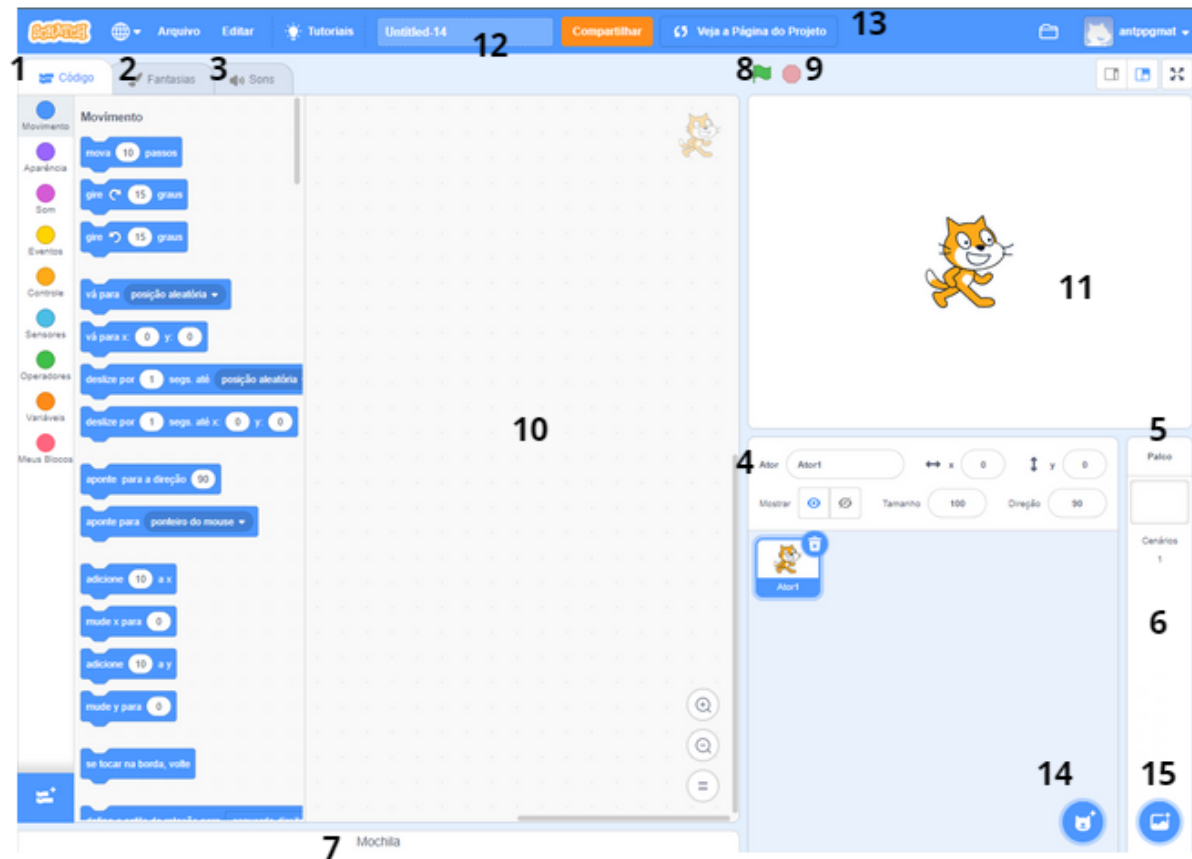 SCRATCH Arquivo Editar Tutoriais Untitled-14 Compartilhar Veja a Página do Projeto 13 antppgmat
12
1 Código 2 Fantasias 3 Sons 8 9
Movimento
Aparência
Som
Eventos
Controle
Sensores
Operadores
Variáveis
Meus Blocos
Movimento
mova 10 passos
gire 15 graus
gire 15 graus
vá para posição aleatória
vá para x: 0 y: 0
deslize por 1 segs. até posição aleatória
deslize por 1 segs. até x: 0 y: 0
aponte para a direção 90
aponte para ponteiro do mouse
adicione 10 a x
mude x para 0
adicione 10 a y
mude y para 0
se tocar na borda, volte
10
=
7 Mochila
11
4 Ator Ator1 x 0 y 0
Mostrar Tamanho 100 Direção 90
Ator1
14
5
Palco
Cenários
1
6
15